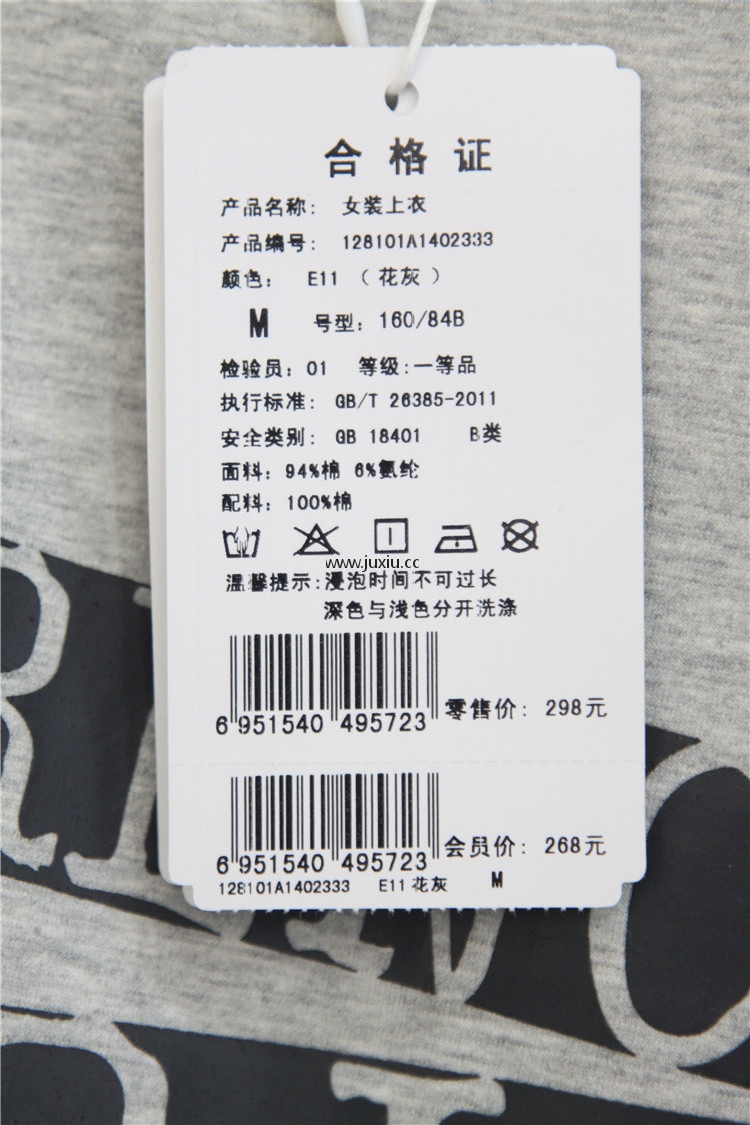 合格证
产品名称： 女装上衣
产品编号： 128101A1402333
颜色： E11 （花灰）
M 号型：160/84B
检验员：01 等级:一等品
执行标准： GB/T 26385-2011
安全类别： GB 18401 B类
面料：94%棉 6%氨纶
配料：100%棉
www.juxiu.cc
温馨提示:浸泡时间不可过长
深色与浅色分开洗涤
6 951540 495723 零售价： 298元
6 951540 495723 会员价： 268元
128101A1402333 E11 花灰 M